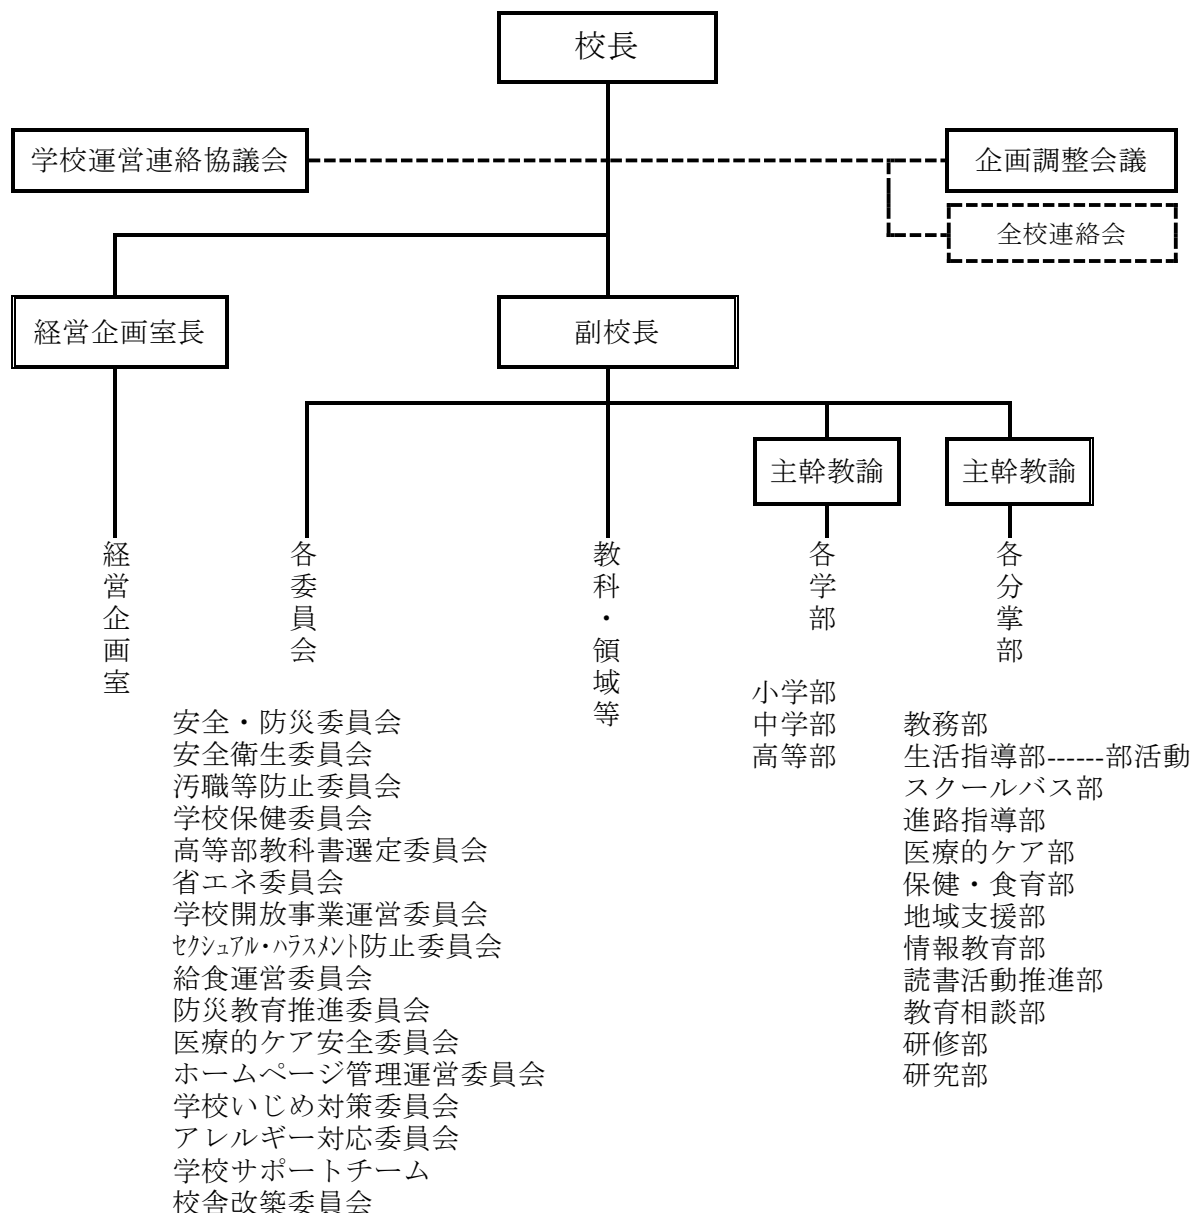 校長
学校運営連絡協議会
企画調整会議
全校連絡会
経営企画室長
副校長
主幹教諭
主幹教諭
経営企画室
各委員会
教科・領域等
各学部
各分掌部
安全・防災委員会
安全衛生委員会
汚職等防止委員会
学校保健委員会
高等部教科書選定委員会
省エネ委員会
学校開放事業運営委員会
ｾｸｼｭｱﾙ・ﾊﾗｽﾒﾝﾄ防止委員会
給食運営委員会
防災教育推進委員会
医療的ケア安全委員会
ホームページ管理運営委員会
学校いじめ対策委員会
アレルギー対応委員会
学校サポートチーム
校舎改築委員会
小学部
中学部
高等部
教務部
生活指導部------部活動
スクールバス部
進路指導部
医療的ケア部
保健・食育部
地域支援部
情報教育部
読書活動推進部
教育相談部
研修部
研究部